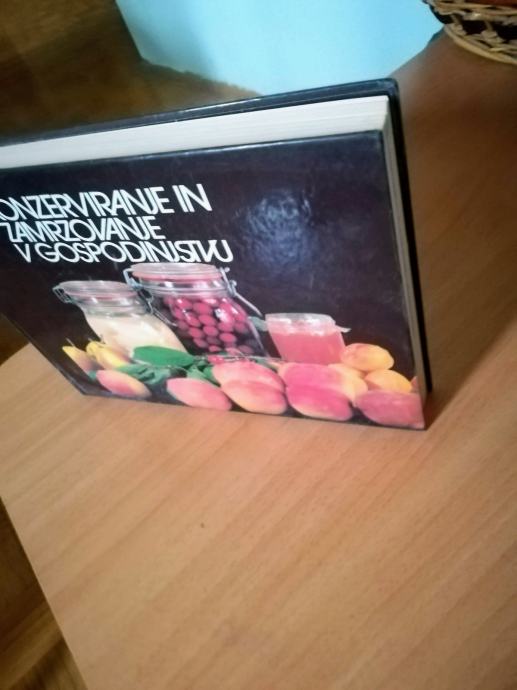 ONZERVIRANJE IN
ZAMRZOVANJE
V GOSPODINJSTVU